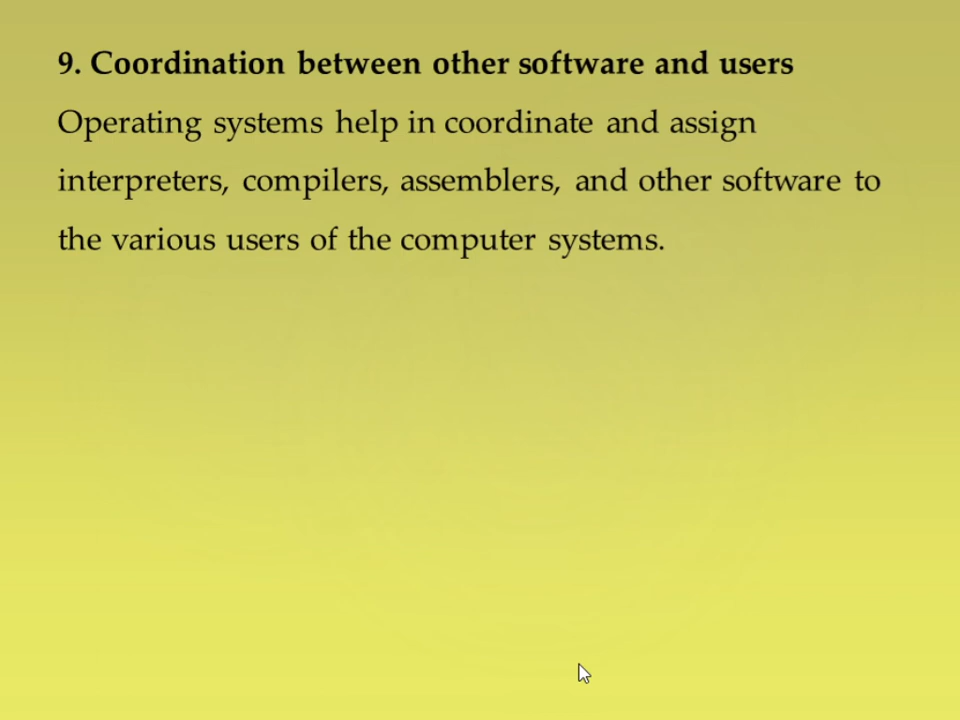 9. Coordination between other software and users
Operating systems help in coordinate and assign
interpreters, compilers, assemblers, and other software to
the various users of the computer systems.